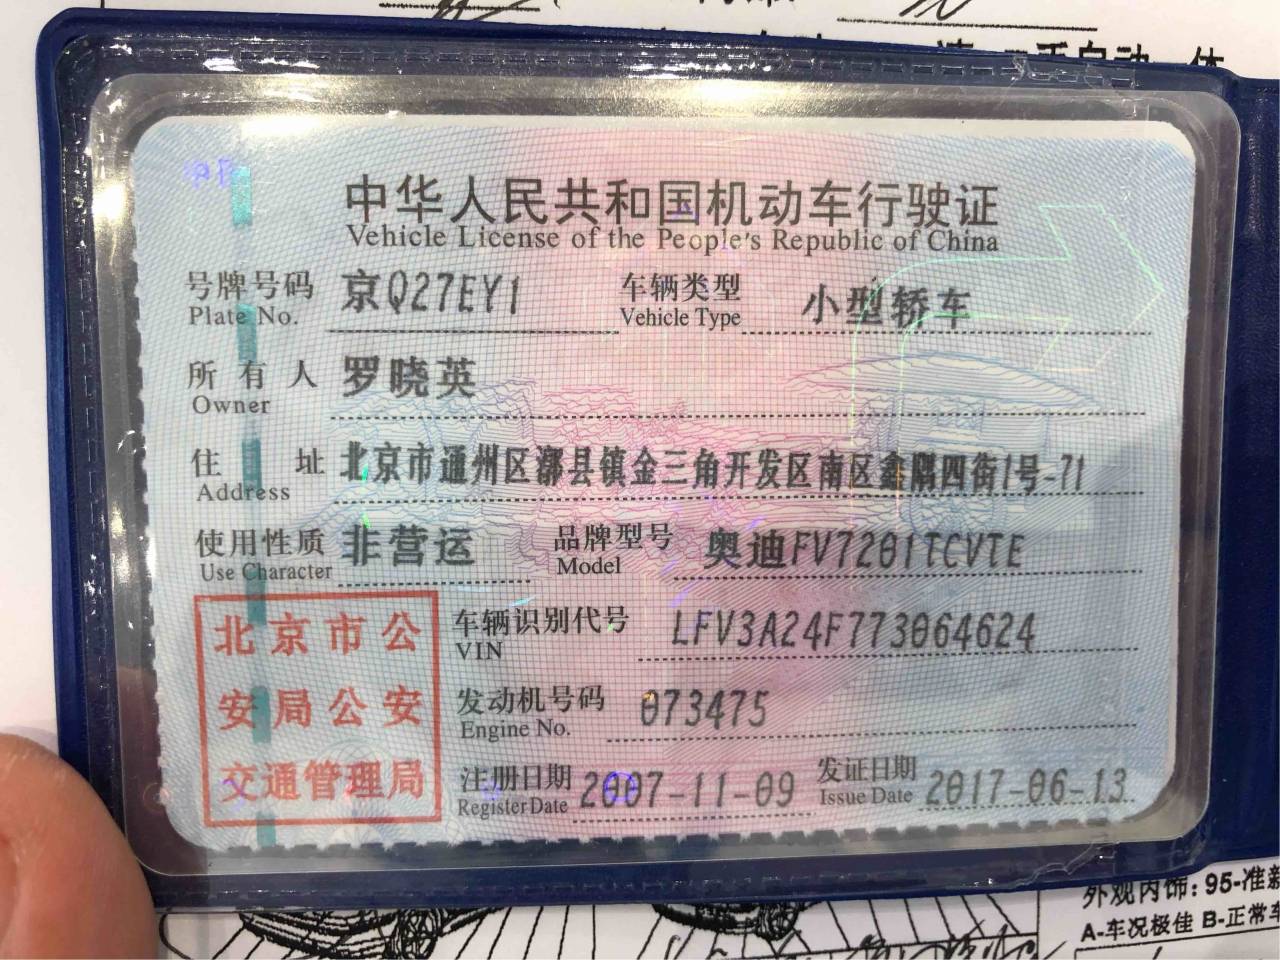 中华人民共和国机动车行驶证
Vehicle License of the People's Republic of China
号牌号码 京Q27EY1 车辆类型 小型轿车
Plate No. Vehicle Type
所有人 罗晓英
Owner
住址 北京市通州区漷县镇金三角开发区南区鑫隅四街1号-71
Address
使用性质 非营运 品牌型号 奥迪FV7201TCVTE
Use Character Model
北京市公
安局公安
交通管理局
车辆识别代号 LFV3A24F773064624
VIN
发动机号码 073475
Engine No.
注册日期 2007-11-09 发证日期 2017-06-13
Register Date Issue Date
外观内饰: 95-准新
A-车况极佳 B-正常车